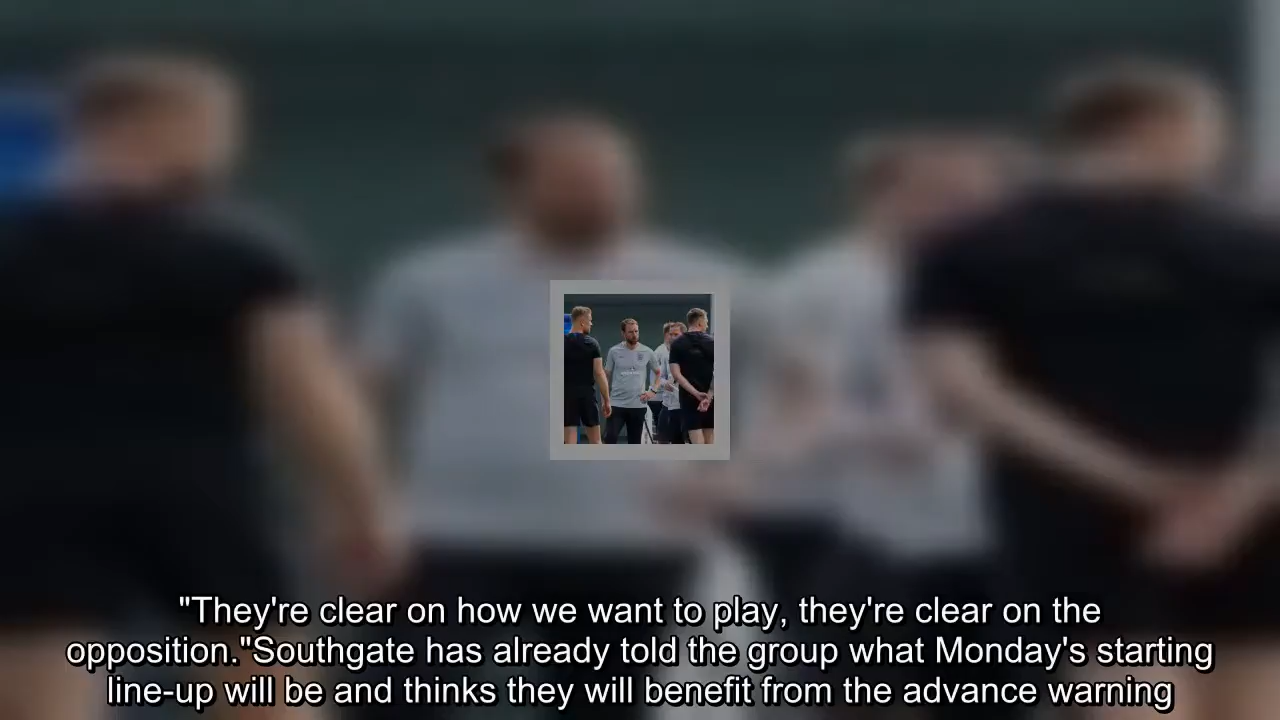 "They're clear on how we want to play, they're clear on the
opposition."Southgate has already told the group what Monday's starting
line-up will be and thinks they will benefit from the advance warning